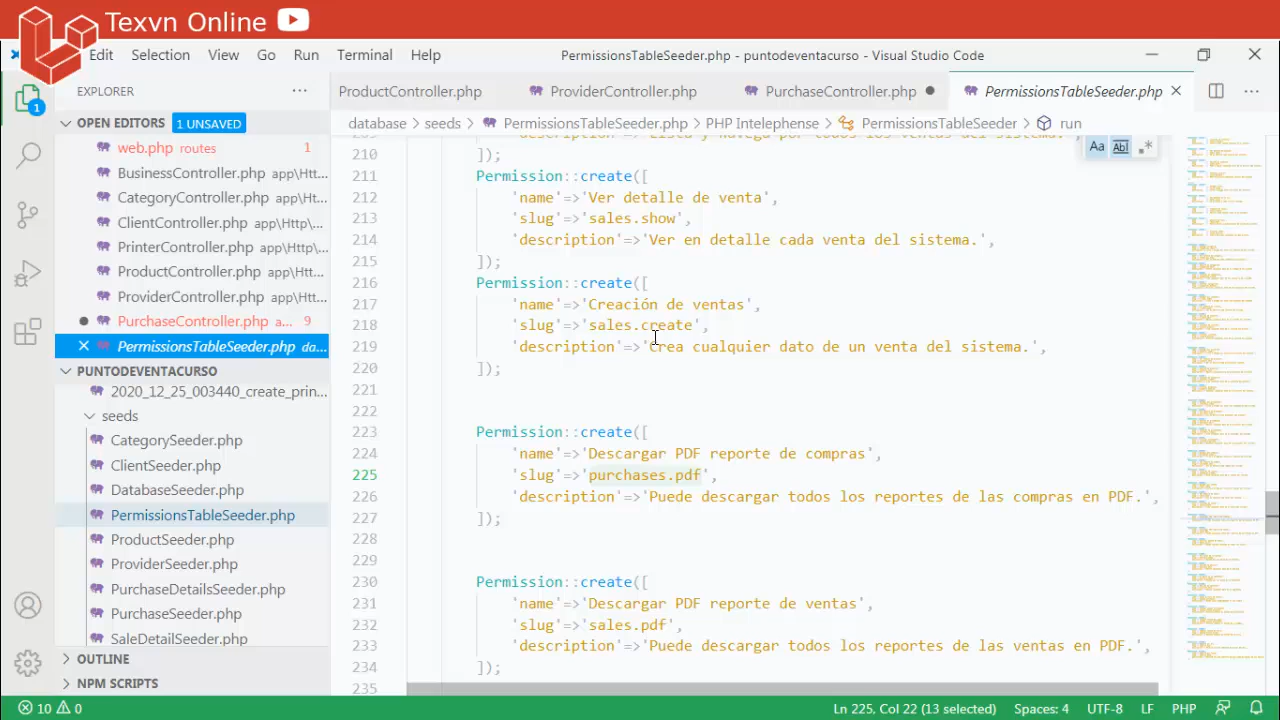 Texvn Online
Edit Selection View Go Run Terminal Help
PermissionsTableSeeder.php - puntodeventacurso - Visual Studio Code
EXPLORER
ProductController.php ProviderController.php PurchaseController.php PermissionsTableSeeder.php
OPEN EDITORS 1 UNSAVED
database › seeds › PermissionsTableSeeder.php › PHP Intelephense › PermissionsTableSeeder › run
web.php routes 1
BusinessController.php app\Htt...
CategoryController.php app\Htt...
ClientController.php app\Http\...
PrinterController.php app\Http\...
ProductController.php app\Htt...
ProviderController.php app\Htt...
PurchaseController.php a... 9
PermissionsTableSeeder.php da...
PUNTODEVENTACURSO
2020_12_25_003440_create_prin...
seeds
CategorySeeder.php
ClientSeeder.php
DatabaseSeeder.php
PermissionsTableSeeder.php
ProductSeeder.php
ProviderSeeder.php
PurchaseDetailsSeeder.php
PurchaseSeeder.php
SaleDetailSeeder.php
OUTLINE
NPM SCRIPTS
1
Aa Abl .*
210 ]),
211 Permission::create([
212 'name'=>'Ver detalle de venta',
213 'slug'=>'sales.show',
214 'description'=>'Ver en detalle cada venta del sistema.',
215 ]),
216 Permission::create([
217 'name'=>'Creación de ventas',
218 'slug'=>'sales.create',
219 'description'=>'Crea cualquier dato de un venta del sistema.',
220 ]),
221
222
223 Permission::create([
224 'name'=>'Descargar PDF reporte de compras',
225 'slug'=>'purchases.pdf',
226 'description'=>'Puede descargar todos los reportes de las compras en PDF.',
227 ]),
228
229
230 Permission::create([
231 'name'=>'Descargar PDF reporte de ventas',
232 'slug'=>'sales.pdf',
233 'description'=>'Puede descargar todos los reportes de las ventas en PDF.',
234 ]),
235
10 0 Ln 225, Col 22 (13 selected) Spaces: 4 UTF-8 LF PHP